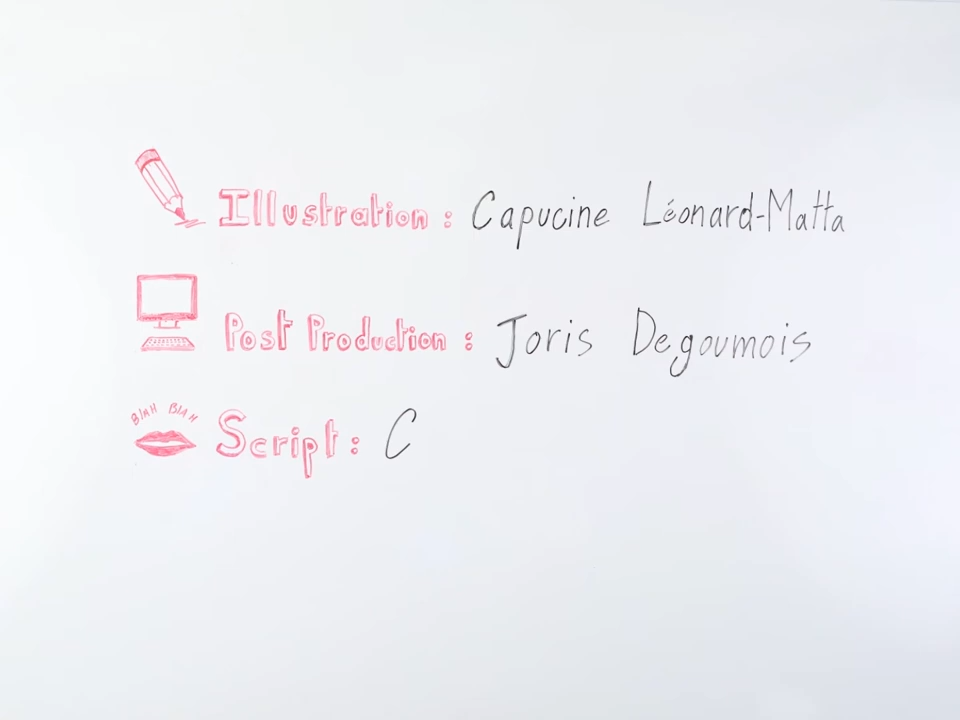 Illustration : Capucine Léonard-Matta
Post Production : Joris Degoumois
BLAH BLAH
Script : C